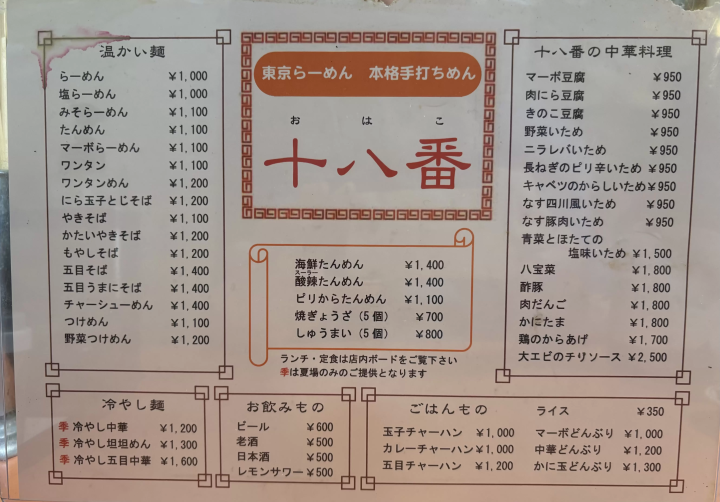 温かい麺
らーめん ¥1,000
塩らーめん ¥1,000
みそらーめん ¥1,100
たんめん ¥1,100
マーボらーめん ¥1,100
ワンタン ¥1,100
ワンタンめん ¥1,200
にら玉子とじそば ¥1,200
やきそば ¥1,100
かたいやきそば ¥1,200
もやしそば ¥1,200
五目そば ¥1,400
五目うまにそば ¥1,400
チャーシューめん ¥1,400
つけめん ¥1,100
野菜つけめん ¥1,200
東京らーめん 本格手打ちめん
おはこ
十八番
海鮮たんめん ¥1,400
スーラー
酸辣たんめん ¥1,400
ピリからたんめん ¥1,100
焼ぎょうざ（5個） ¥700
しゅうまい（5個） ¥800
ランチ・定食は店内ボードをご覧下さい
季は夏場のみのご提供となります
十八番の中華料理
マーボ豆腐 ¥950
肉にら豆腐 ¥950
きのこ豆腐 ¥950
野菜いため ¥950
ニラレバいため ¥950
長ねぎのピリ辛いため ¥950
キャベツのからしいため ¥950
なす四川風いため ¥950
なす豚肉いため ¥950
青菜とほたての
塩味いため ¥1,500
八宝菜 ¥1,800
酢豚 ¥1,800
肉だんご ¥1,800
かにたま ¥1,800
鶏のからあげ ¥1,700
大エビのチリソース ¥2,500
冷やし麺
季 冷やし中華 ¥1,200
季 冷やし坦坦めん ¥1,300
季 冷やし五目中華 ¥1,600
お飲みもの
ビール ¥600
老酒 ¥500
日本酒 ¥500
レモンサワー ¥500
ごはんもの
玉子チャーハン ¥1,000
カレーチャーハン ¥1,000
五目チャーハン ¥1,200
ライス ¥350
マーボどんぶり ¥1,000
中華どんぶり ¥1,200
かに玉どんぶり ¥1,300